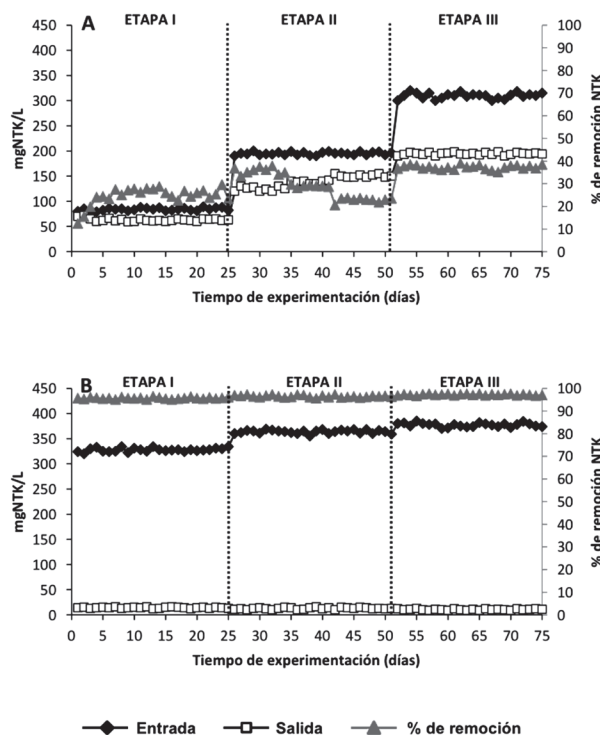 A
ETAPA I ETAPA II ETAPA III
450 100
400 90
350 80
300 70
250 60
200 50
150 40
100 30
50 20
0 10
0
mgNTK/L
% de remoción NTK
0 5 10 15 20 25 30 35 40 45 50 55 60 65 70 75
Tiempo de experimentación (días)
B
ETAPA I ETAPA II ETAPA III
450 100
400 90
350 80
300 70
250 60
200 50
150 40
100 30
50 20
0 10
0
mgNTK/L
% de remoción NTK
0 5 10 15 20 25 30 35 40 45 50 55 60 65 70 75
Tiempo de experimentación (días)
Entrada Salida % de remoción